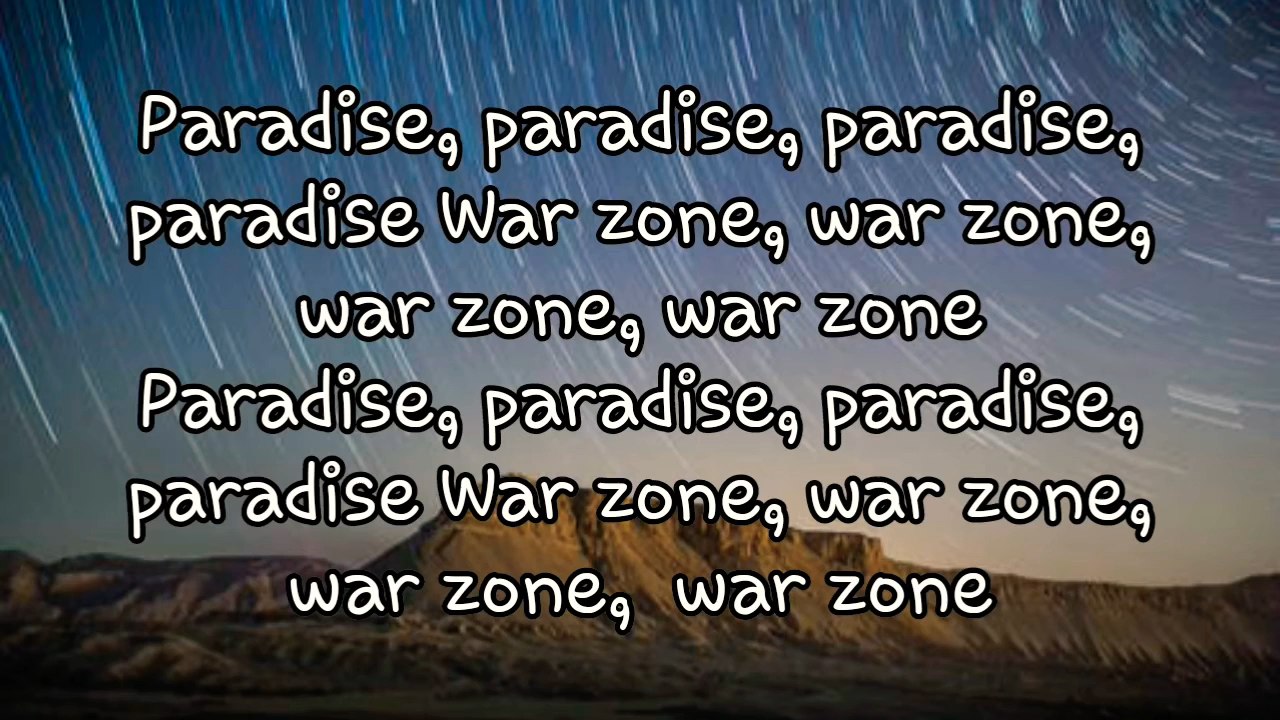 Paradise, paradise, paradise,
paradise War zone, war zone,
war zone, war zone
Paradise, paradise, paradise,
paradise War zone, war zone,
war zone,  war zone